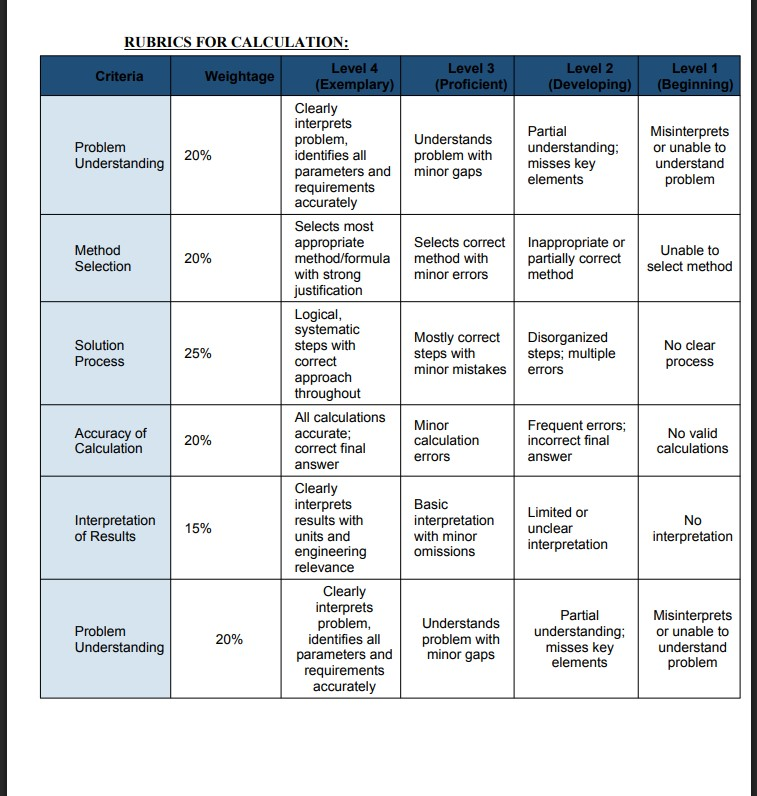 RUBRICS FOR CALCULATION:
Criteria
Weightage
Level 4
(Exemplary)
Level 3
(Proficient)
Level 2
(Developing)
Level 1
(Beginning)
Problem
Understanding
20%
Clearly
interprets
problem,
identifies all
parameters and
requirements
accurately
Understands
problem with
minor gaps
Partial
understanding;
misses key
elements
Misinterprets
or unable to
understand
problem
Method
Selection
20%
Selects most
appropriate
method/formula
with strong
justification
Selects correct
method with
minor errors
Inappropriate or
partially correct
method
Unable to
select method
Solution
Process
25%
Logical,
systematic
steps with
correct
approach
throughout
Mostly correct
steps with
minor mistakes
Disorganized
steps; multiple
errors
No clear
process
Accuracy of
Calculation
20%
All calculations
accurate;
correct final
answer
Minor
calculation
errors
Frequent errors;
incorrect final
answer
No valid
calculations
Interpretation
of Results
15%
Clearly
interprets
results with
units and
engineering
relevance
Basic
interpretation
with minor
omissions
Limited or
unclear
interpretation
No
interpretation
Problem
Understanding
20%
Clearly
interprets
problem,
identifies all
parameters and
requirements
accurately
Understands
problem with
minor gaps
Partial
understanding;
misses key
elements
Misinterprets
or unable to
understand
problem